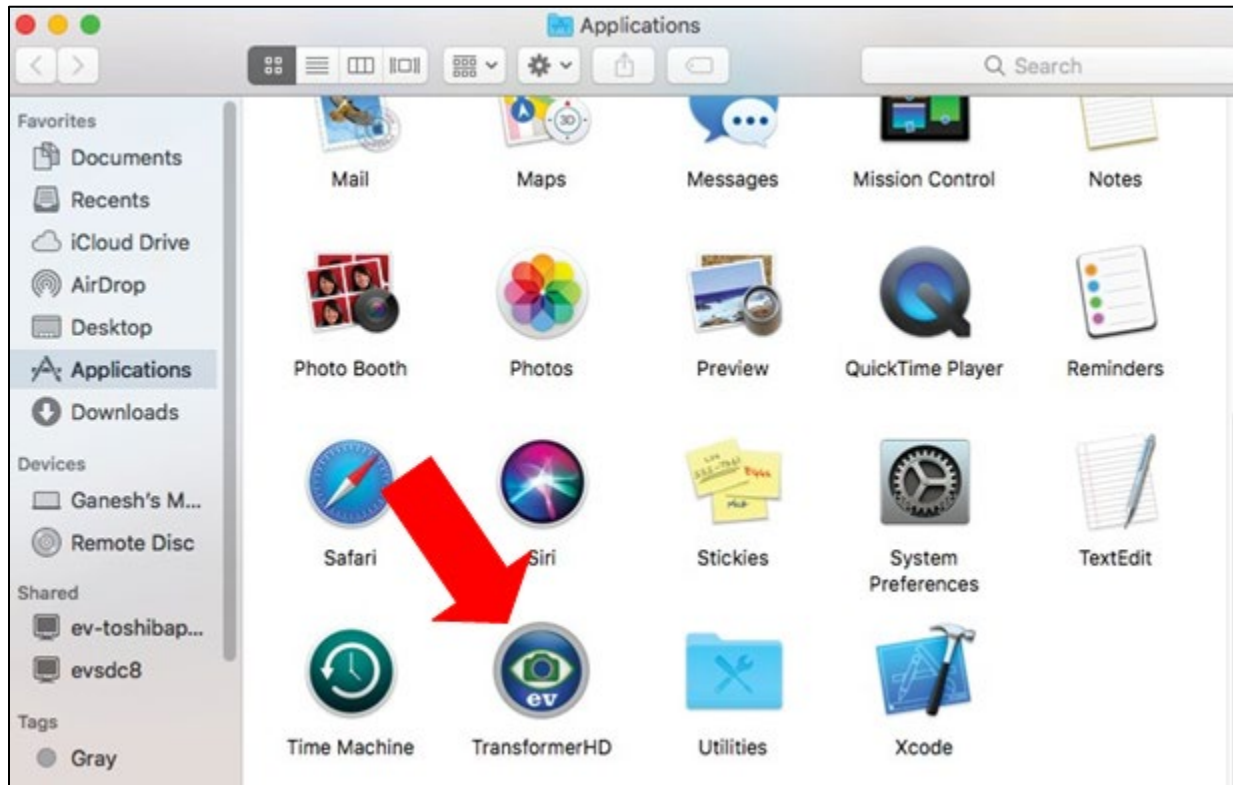 Applications
Search
Favorites
Documents
Recents
iCloud Drive
AirDrop
Desktop
Applications
Downloads
Devices
Ganesh's M...
Remote Disc
Shared
ev-toshibap...
evsdc8
Tags
Gray
3D
Mail Maps Messages Mission Control Notes
Photo Booth Photos Preview QuickTime Player Reminders
Safari Siri Stickies System Preferences TextEdit
ev
Time Machine TransformerHD Utilities Xcode